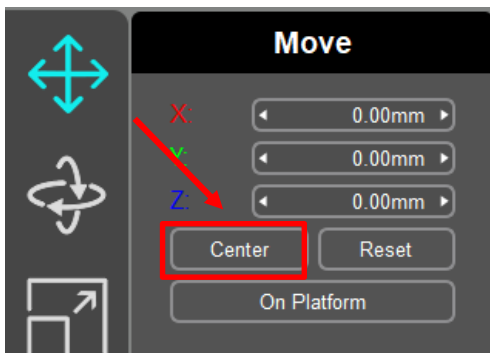 Move
X: 0.00mm
Y: 0.00mm
Z: 0.00mm
Center Reset
On Platform